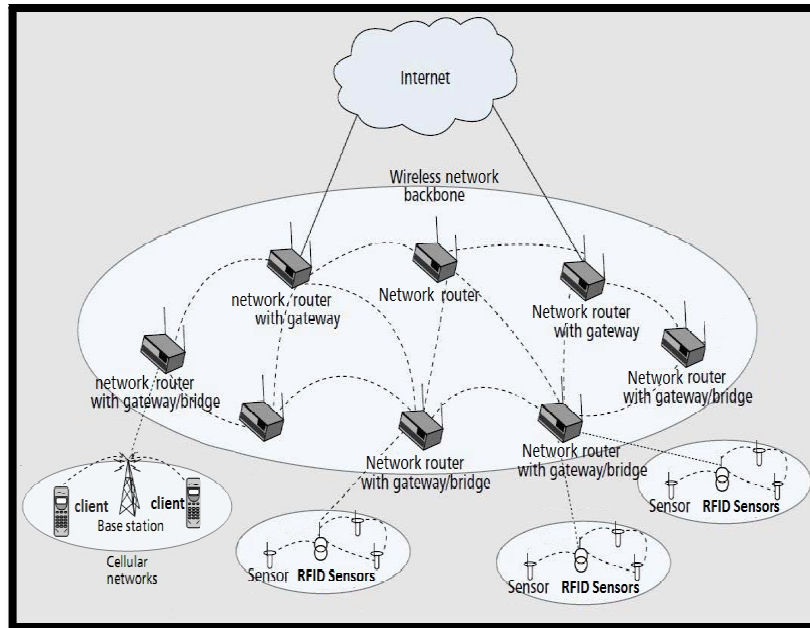 Internet
Wireless network
backbone
network router
with gateway
Network router
Network router
with gateway
network router
with gateway/bridge
Network router
with gateway/bridge
Network router
with gateway/bridge
Network router
with gateway/bridge
client
client
Base station
Cellular
networks
Sensor RFID Sensors
Sensor RFID Sensors
Sensor RFID Sensors